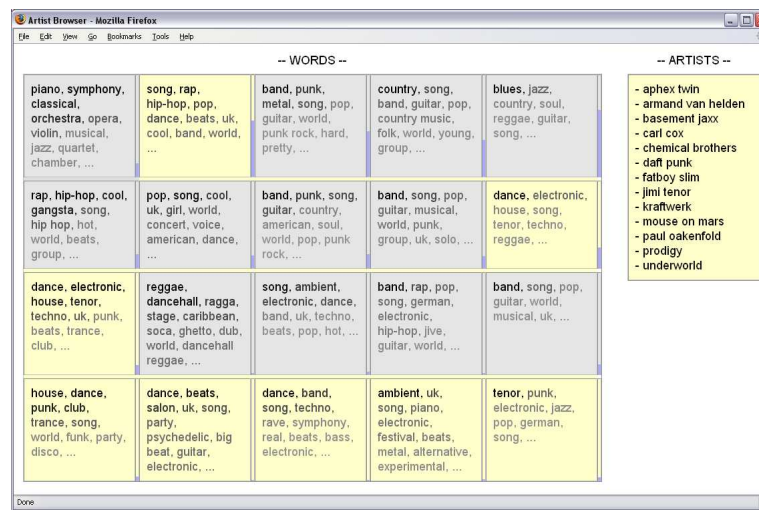 Artist Browser - Mozilla Firefox
File Edit View Go Bookmarks Tools Help
-- WORDS --
piano, symphony,
classical,
orchestra, opera,
violin, musical,
jazz, quartet,
chamber, ...
song, rap,
hip-hop, pop,
dance, beats, uk,
cool, band, world,
...
band, punk,
metal, song, pop,
guitar, world,
punk rock, hard,
pretty, ...
country, song,
band, guitar, pop,
country music,
folk, world, young,
group, ...
blues, jazz,
country, soul,
reggae, guitar,
song, ...
rap, hip-hop, cool,
gangsta, song,
hip hop, hot,
world, beats,
group, ...
pop, song, cool,
uk, girl, world,
concert, voice,
american, dance,
...
band, punk, song,
guitar, country,
american, soul,
world, pop, punk
rock, ...
band, song, pop,
guitar, musical,
world, punk,
group, uk, solo, ...
dance, electronic,
house, song,
tenor, techno,
reggae, ...
dance, electronic,
house, tenor,
techno, uk, punk,
beats, trance,
club, ...
reggae,
dancehall, ragga,
stage, caribbean,
soca, ghetto, dub,
world, dancehall
reggae, ...
song, ambient,
electronic, dance,
band, uk, techno,
beats, pop, hot, ...
band, rap, pop,
song, german,
electronic,
hip-hop, jive,
guitar, world, ...
band, song, pop,
guitar, world,
musical, uk, ...
house, dance,
punk, club,
trance, song,
world, funk, party,
disco, ...
dance, beats,
salon, uk, song,
party,
psychedelic, big
beat, guitar,
electronic, ...
dance, band,
song, techno,
rave, symphony,
real, beats, bass,
electronic, ...
ambient, uk,
song, piano,
electronic,
festival, beats,
metal, alternative,
experimental, ...
tenor, punk,
electronic, jazz,
pop, german,
song, ...
-- ARTISTS --
- aphex twin
- armand van helden
- basement jaxx
- carl cox
- chemical brothers
- daft punk
- fatboy slim
- jimi tenor
- kraftwerk
- mouse on mars
- paul oakenfold
- prodigy
- underworld
Done